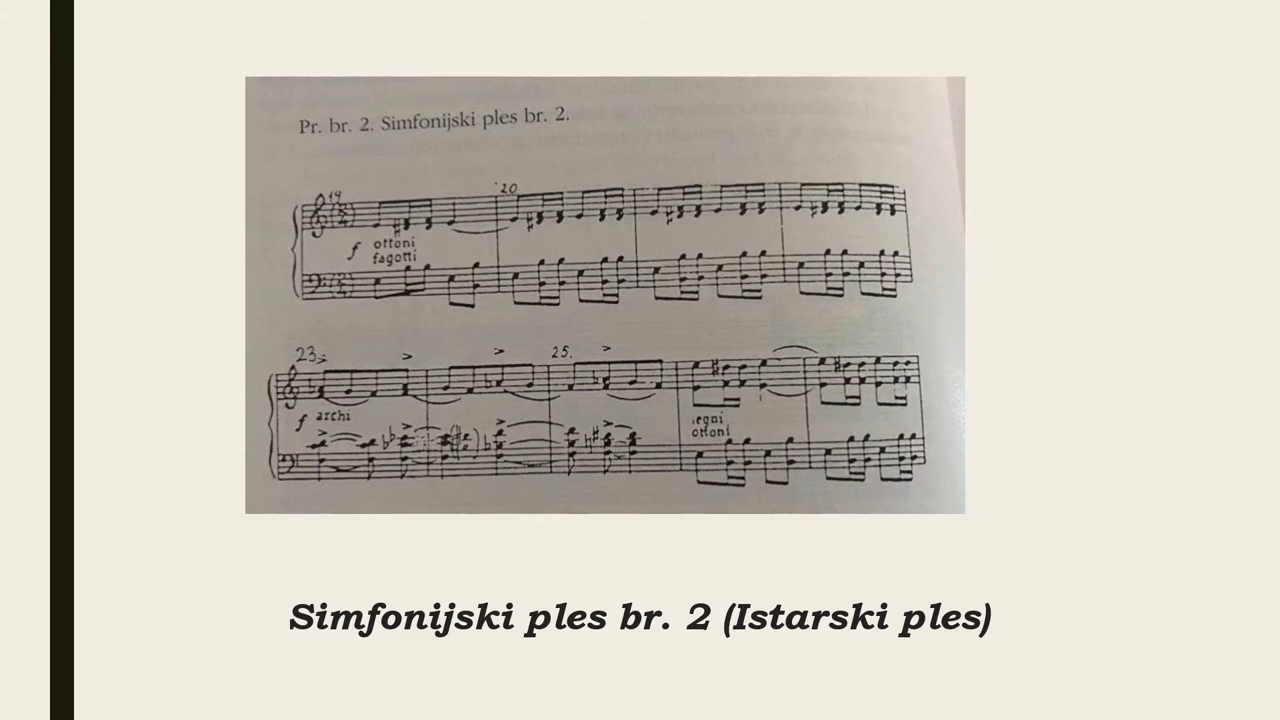 Pr. br. 2. Simfonijski ples br. 2.
19
20
f ottoni
fagotti
23
25.
f archi
legni
ottoni
Simfonijski ples br. 2 (Istarski ples)